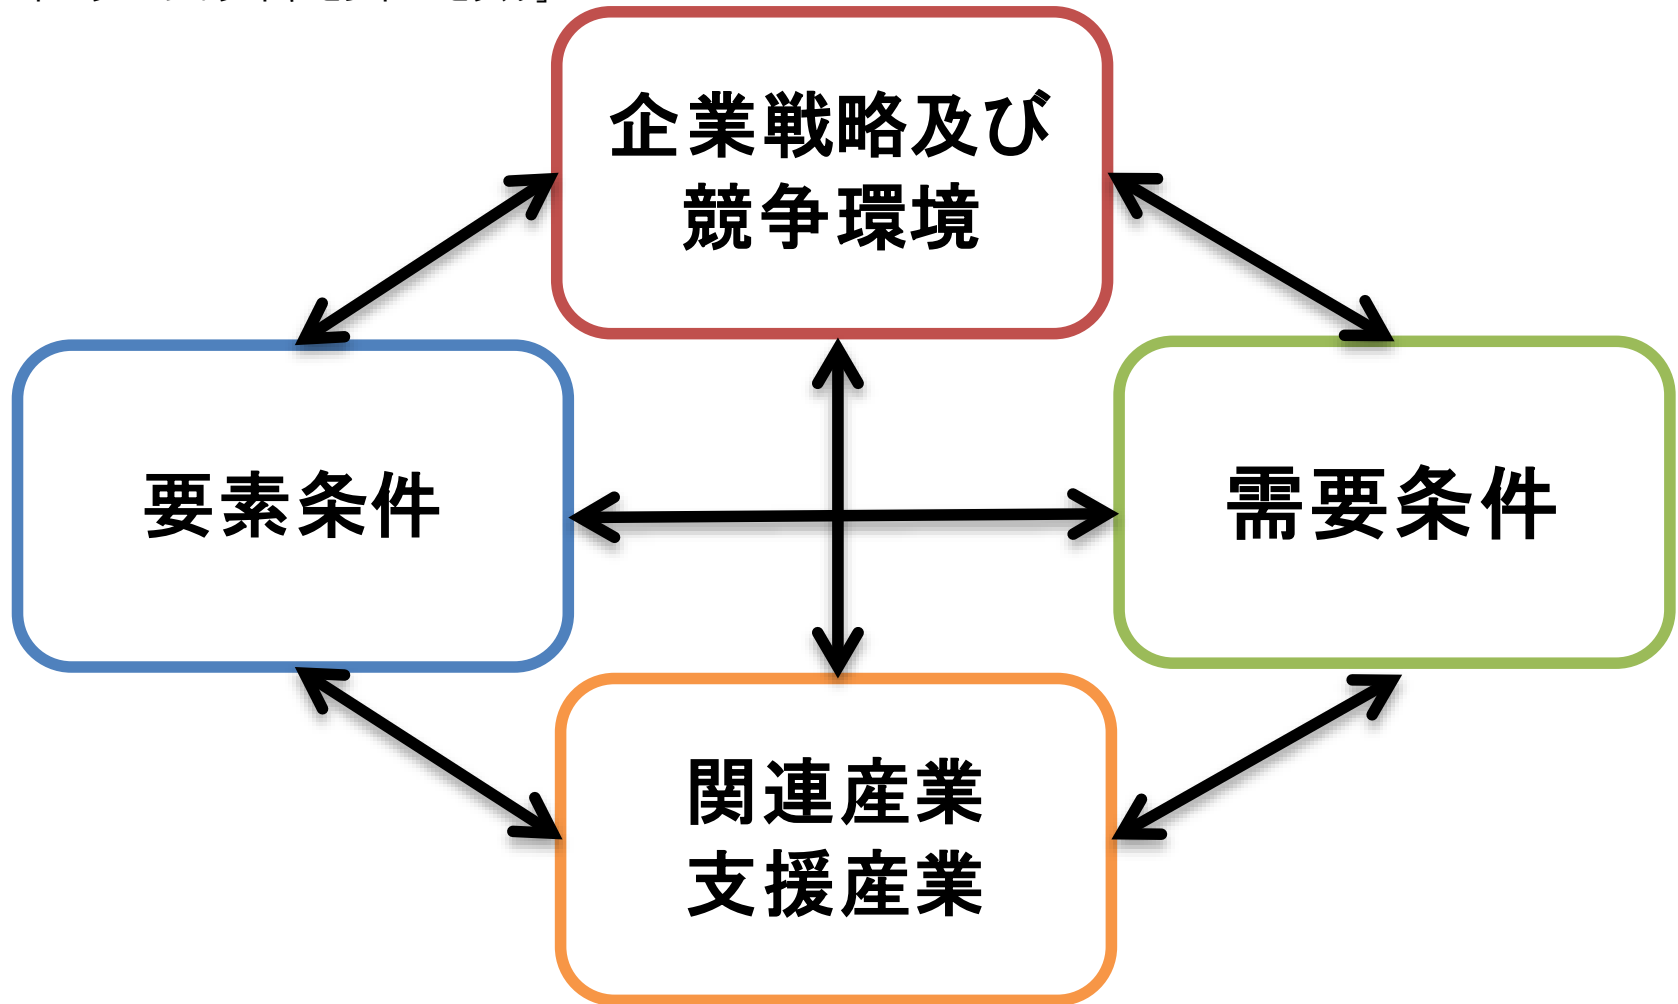 企業戦略及び
競争環境
要素条件
需要条件
関連産業
支援産業